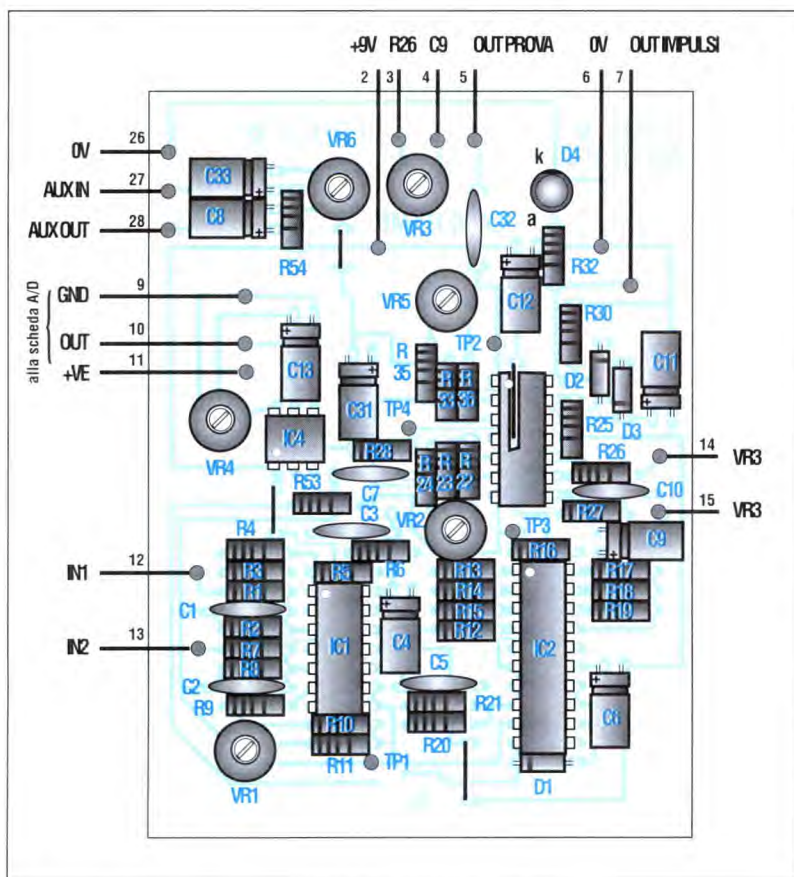 +9V R26 C9 OUT PROVA 0V OUT IMPULSI
2 3 4 5 6 7
26 0V
27 AUX IN
28 AUX OUT
alla scheda A/D
9 GND
10 OUT
11 +VE
12 IN1
13 IN2
14 VR3
15 VR3
VR6
VR3
k D4
a
C33
C8
R54
C32
R32
C12
VR5
R30
TP2
C13
R 35
R 33
R 36
D2
D3
C11
C31
TP4
VR4
IC4
R28
R25
R26
R53
C7
R 24
R 23
R 22
C10
C3
VR2
TP3
R27
C9
R4
R3
R1
R5
R6
R13
R14
R15
R12
R16
R17
R18
R19
C1
R2
R7
R8
IC1
C4
IC2
C2
C5
R9
R21
R20
C6
R10
R11
TP1
VR1
D1